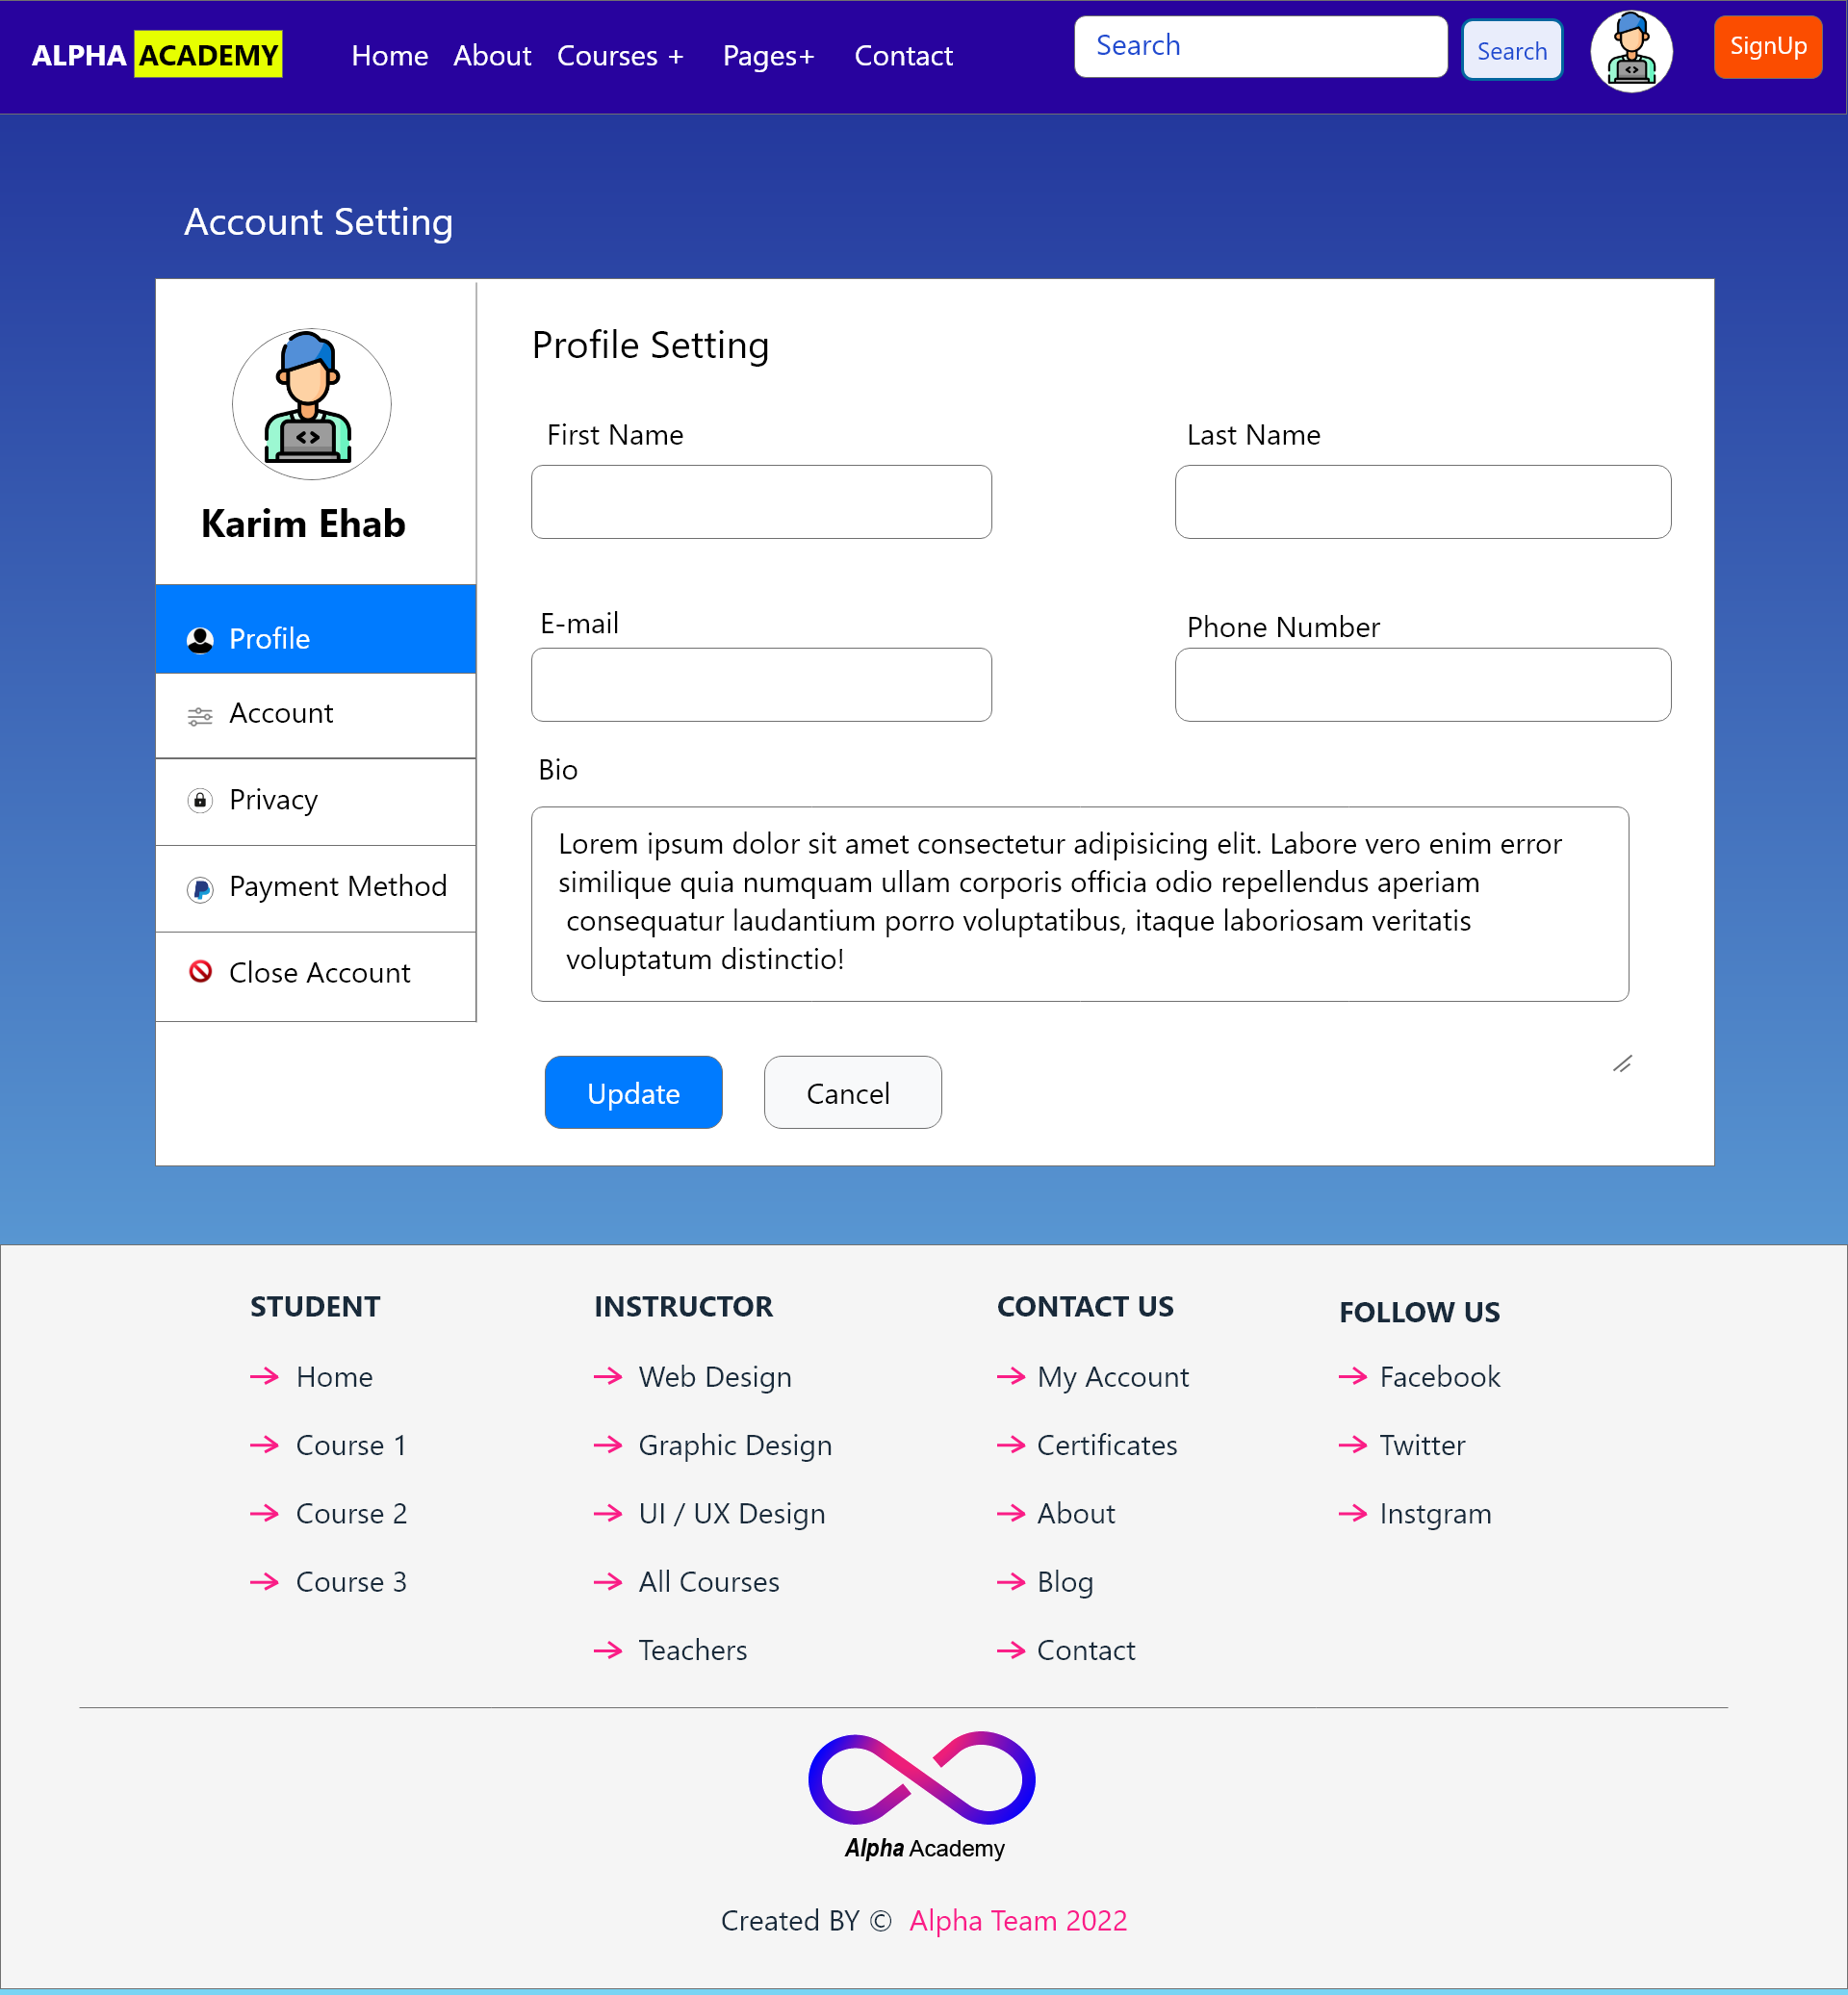 ALPHA ACADEMY Home About Courses + Pages+ Contact Search Search SignUp
Account Setting
Karim Ehab
Profile
Account
Privacy
Payment Method
Close Account
Profile Setting
First Name Last Name
E-mail Phone Number
Bio
Lorem ipsum dolor sit amet consectetur adipisicing elit. Labore vero enim error
similique quia numquam ullam corporis officia odio repellendus aperiam
consequatur laudantium porro voluptatibus, itaque laboriosam veritatis
voluptatum distinctio!
Update Cancel
STUDENT
Home
Course 1
Course 2
Course 3
INSTRUCTOR
Web Design
Graphic Design
UI / UX Design
All Courses
Teachers
CONTACT US
My Account
Certificates
About
Blog
Contact
FOLLOW US
Facebook
Twitter
Instgram
Alpha Academy
Created BY © Alpha Team 2022